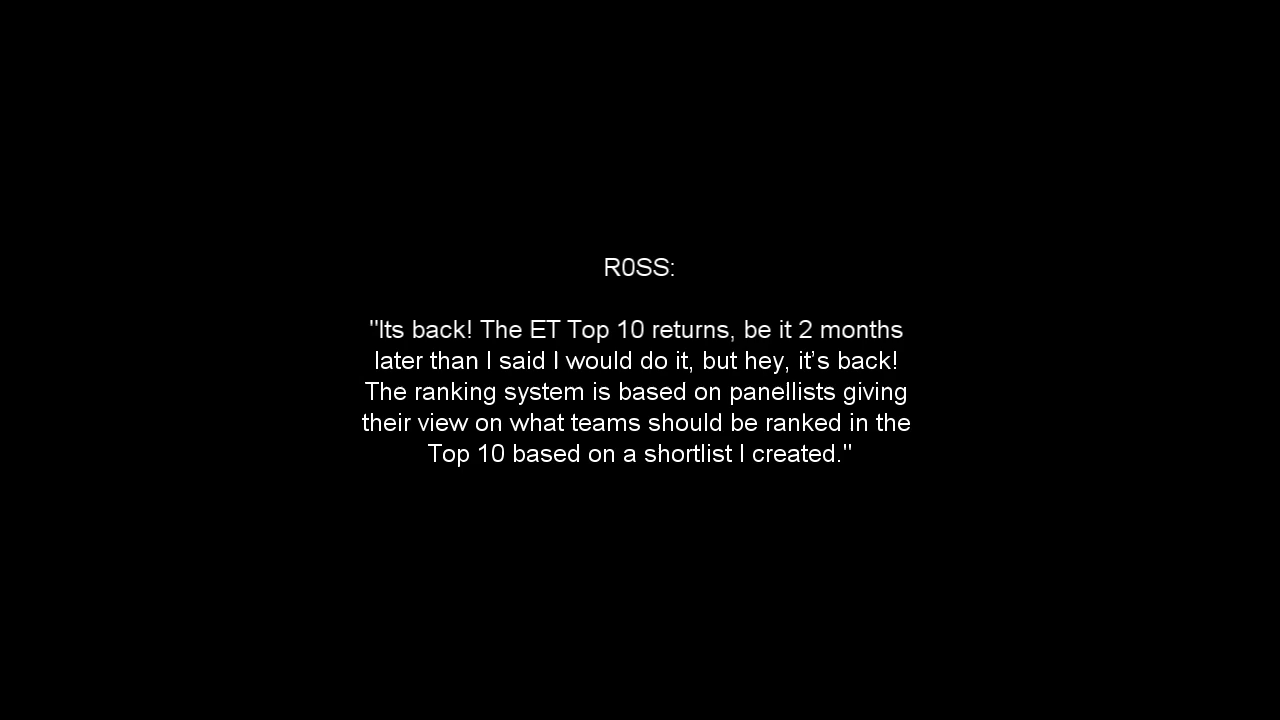 R0SS:
"Its back! The ET Top 10 returns, be it 2 months
later than I said I would do it, but hey, it’s back!
The ranking system is based on panellists giving
their view on what teams should be ranked in the
Top 10 based on a shortlist I created."